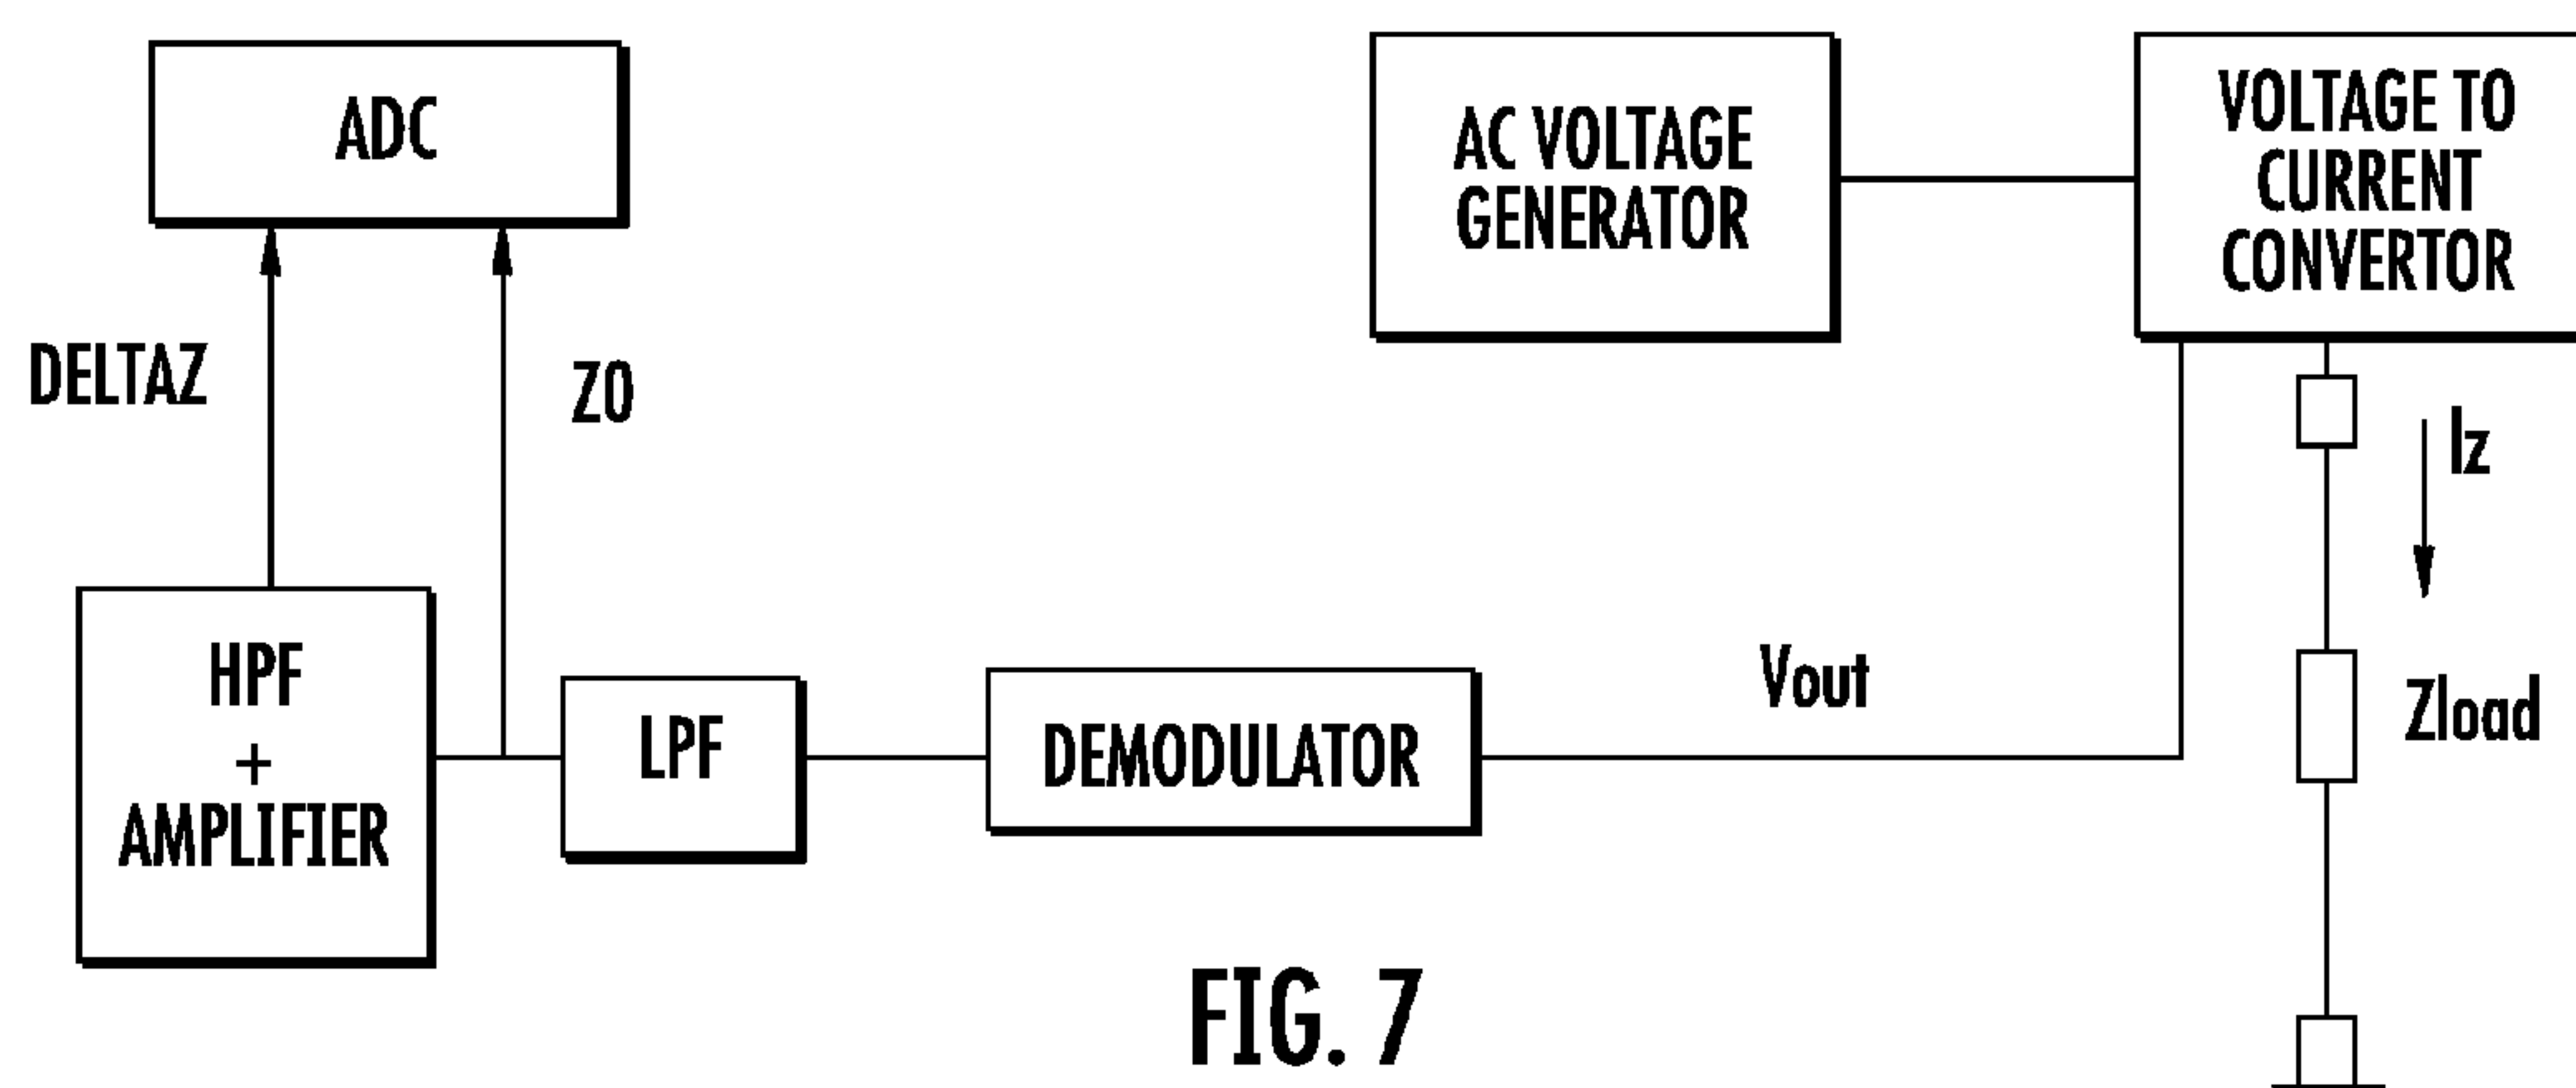 ADC
AC VOLTAGE
GENERATOR
VOLTAGE TO
CURRENT
CONVERTOR
DELTAZ
Z0
Iz
HPF
+
AMPLIFIER
LPF
DEMODULATOR
Vout
Zload
FIG. 7